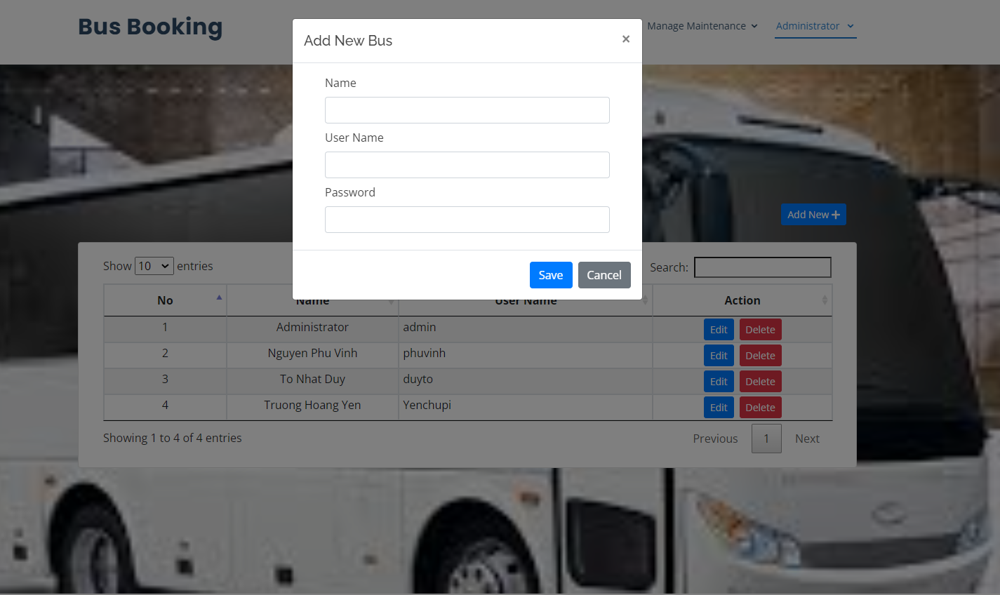 Bus Booking
Manage Maintenance
Administrator
Add New Bus
×
Name
User Name
Password
Save
Cancel
Add New
Show 10 entries
Search:
No Name User Name Action
1 Administrator admin Edit Delete
2 Nguyen Phu Vinh phuvinh Edit Delete
3 To Nhat Duy duyto Edit Delete
4 Truong Hoang Yen Yenchupi Edit Delete
Showing 1 to 4 of 4 entries
Previous 1 Next